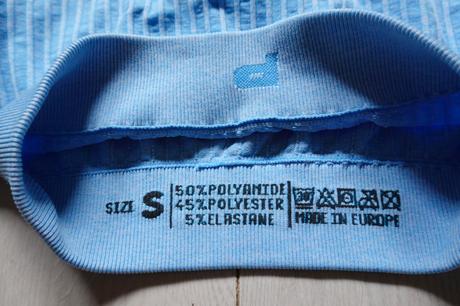 SIZE S
50%POLYAMIDE
45%POLYESTER
5%ELASTANE
MADE IN EUROPE